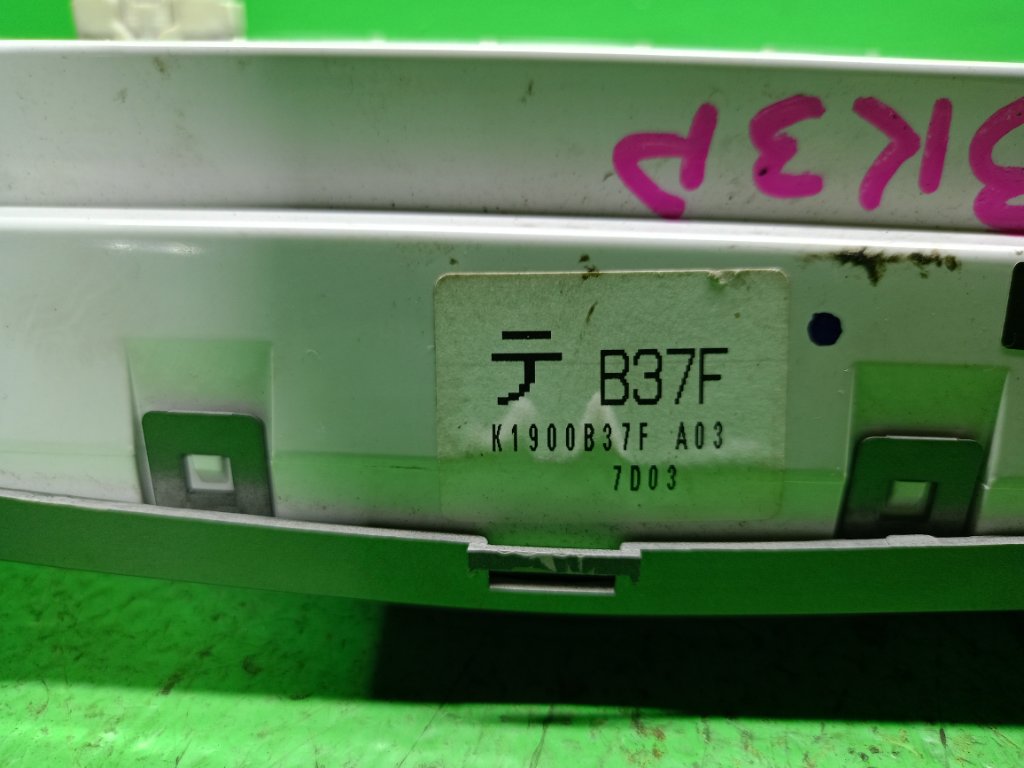 BK3P
テ B37F
K1900B37F A03
7D03